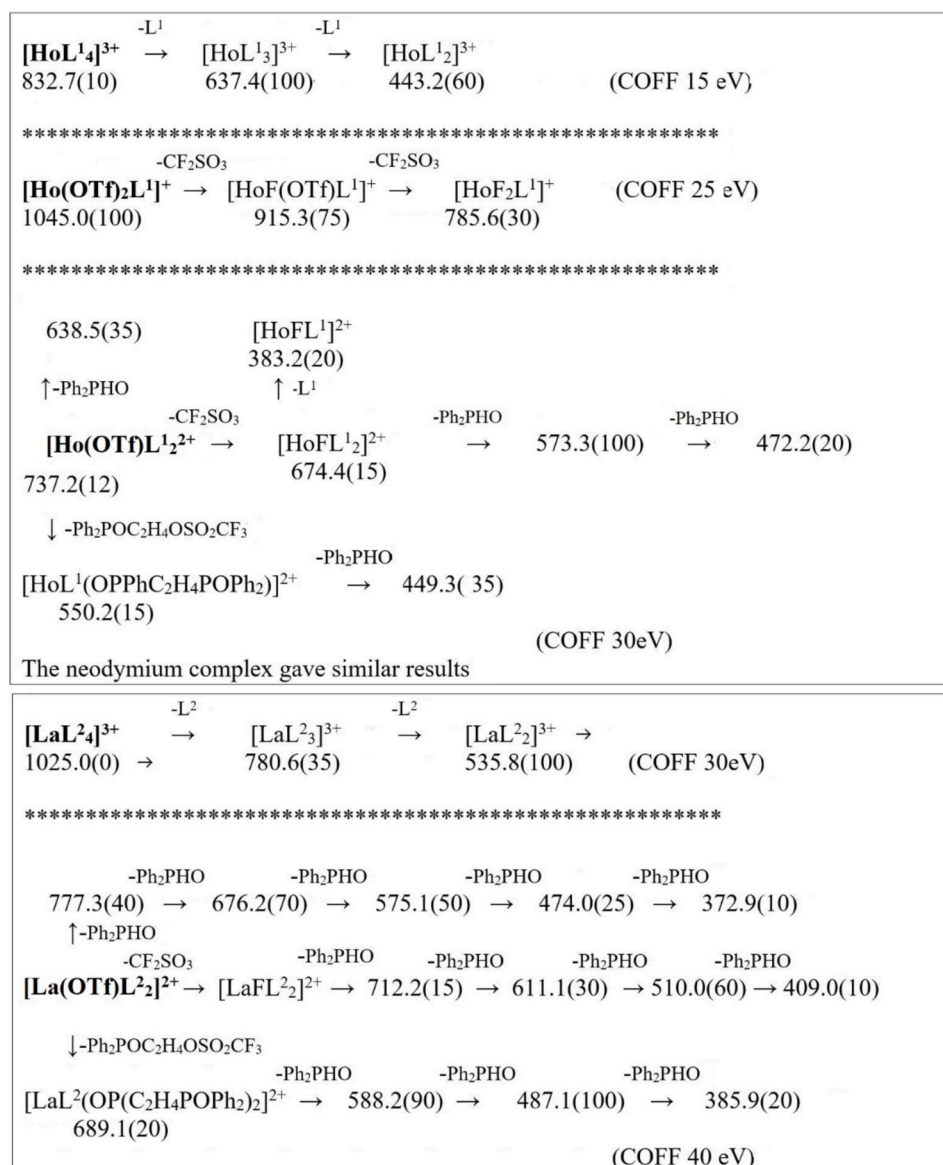 -L¹ -L¹
[HoL¹₄]³⁺ → [HoL¹₃]³⁺ → [HoL¹₂]³⁺
832.7(10) 637.4(100) 443.2(60) (COFF 15 eV)
*********************************************************
-CF₂SO₃ -CF₂SO₃
[Ho(OTf)₂L¹]⁺ → [HoF(OTf)L¹]⁺ → [HoF₂L¹]⁺ (COFF 25 eV)
1045.0(100) 915.3(75) 785.6(30)
*********************************************************
638.5(35) [HoFL¹]²⁺
383.2(20)
↑-Ph₂PHO ↑ -L¹
-CF₂SO₃ -Ph₂PHO -Ph₂PHO
[Ho(OTf)L¹₂²⁺ → [HoFL¹₂]²⁺ → 573.3(100) → 472.2(20)
674.4(15)
737.2(12)
↓ -Ph₂POC₂H₄OSO₂CF₃
-Ph₂PHO
[HoL¹(OPPhC₂H₄POPh₂)]²⁺ → 449.3( 35)
550.2(15)
(COFF 30eV)
The neodymium complex gave similar results
-L² -L²
[LaL²₄]³⁺ → [LaL²₃]³⁺ → [LaL²₂]³⁺ →
1025.0(0) → 780.6(35) 535.8(100) (COFF 30eV)
*********************************************************
-Ph₂PHO -Ph₂PHO -Ph₂PHO -Ph₂PHO
777.3(40) → 676.2(70) → 575.1(50) → 474.0(25) → 372.9(10)
↑-Ph₂PHO
-CF₂SO₃ -Ph₂PHO -Ph₂PHO -Ph₂PHO -Ph₂PHO
[La(OTf)L²₂]²⁺→ [LaFL²₂]²⁺ → 712.2(15) → 611.1(30) → 510.0(60) → 409.0(10)
↓-Ph₂POC₂H₄OSO₂CF₃
-Ph₂PHO -Ph₂PHO -Ph₂PHO
[LaL²(OP(C₂H₄POPh₂)₂]²⁺ → 588.2(90) → 487.1(100) → 385.9(20)
689.1(20)
(COFF 40 eV)